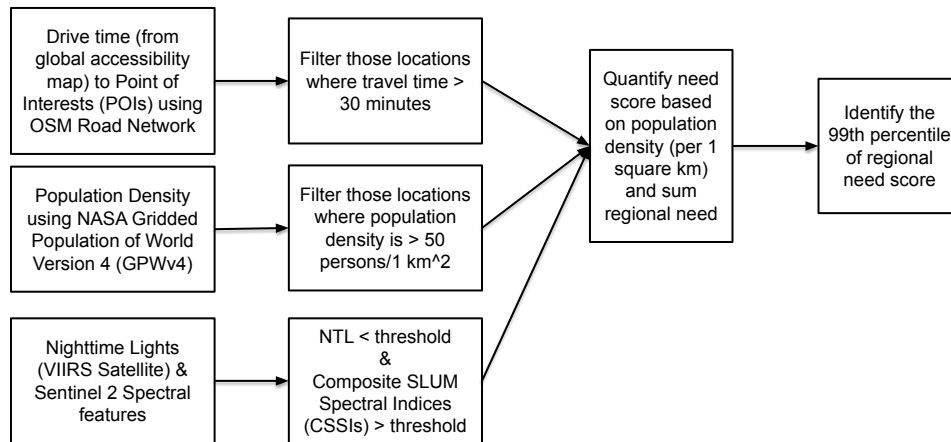 Drive time (from
global accessibility
map) to Point of
Interests (POIs) using
OSM Road Network
Filter those locations
where travel time >
30 minutes
Population Density
using NASA Gridded
Population of World
Version 4 (GPWv4)
Filter those locations
where population
density is > 50
persons/1 km^2
Nighttime Lights
(VIIRS Satellite) &
Sentinel 2 Spectral
features
NTL < threshold
&
Composite SLUM
Spectral Indices
(CSSIs) > threshold
Quantify need
score based on
population
density (per 1
square km)
and sum
regional need
Identify the
99th percentile
of regional
need score